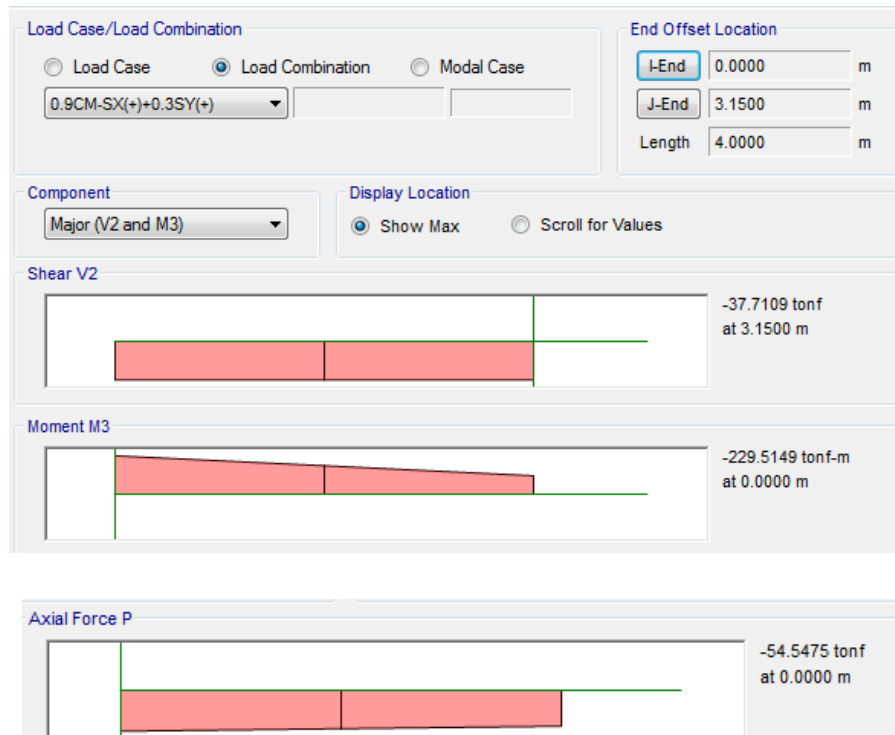 Load Case/Load Combination
Load Case Load Combination Modal Case
0.9CM-SX(+)+0.3SY(+)
End Offset Location
I-End 0.0000 m
J-End 3.1500 m
Length 4.0000 m
Component
Major (V2 and M3)
Display Location
Show Max Scroll for Values
Shear V2
-37.7109 tonf
at 3.1500 m
Moment M3
-229.5149 tonf-m
at 0.0000 m
Axial Force P
-54.5475 tonf
at 0.0000 m